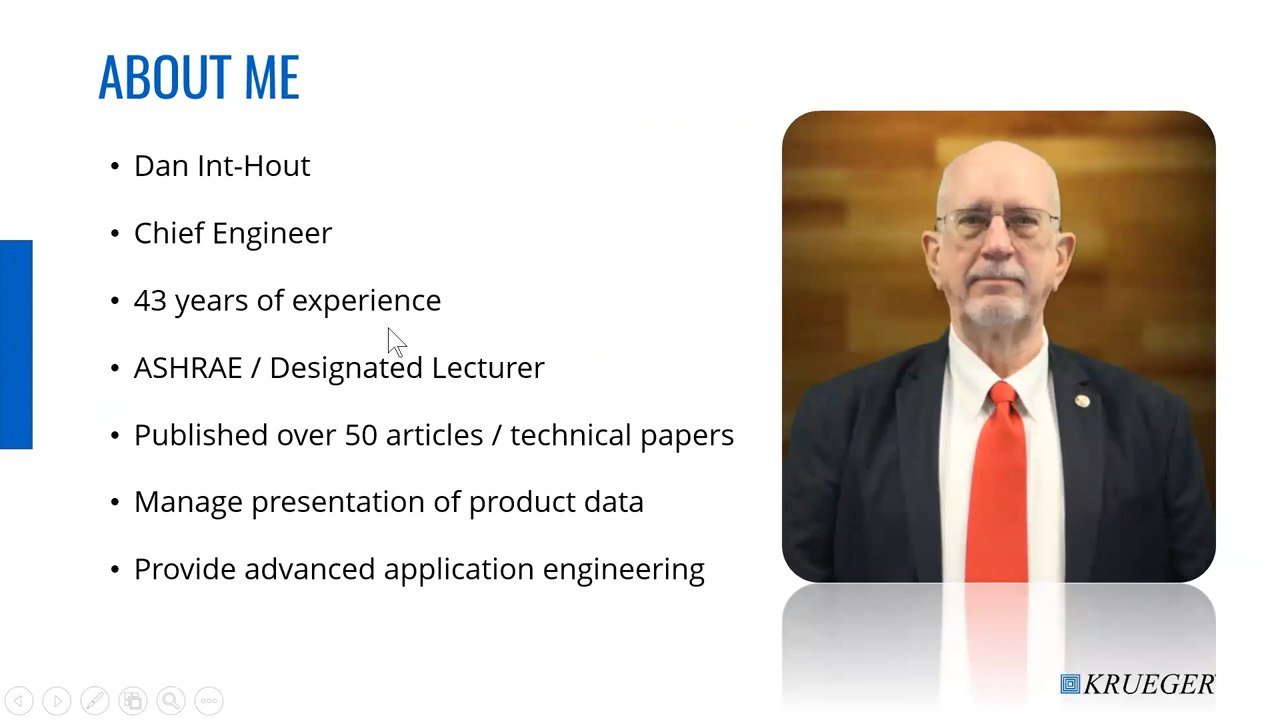 ABOUT ME
• Dan Int-Hout
• Chief Engineer
• 43 years of experience
• ASHRAE / Designated Lecturer
• Published over 50 articles / technical papers
• Manage presentation of product data
• Provide advanced application engineering
KRUEGER